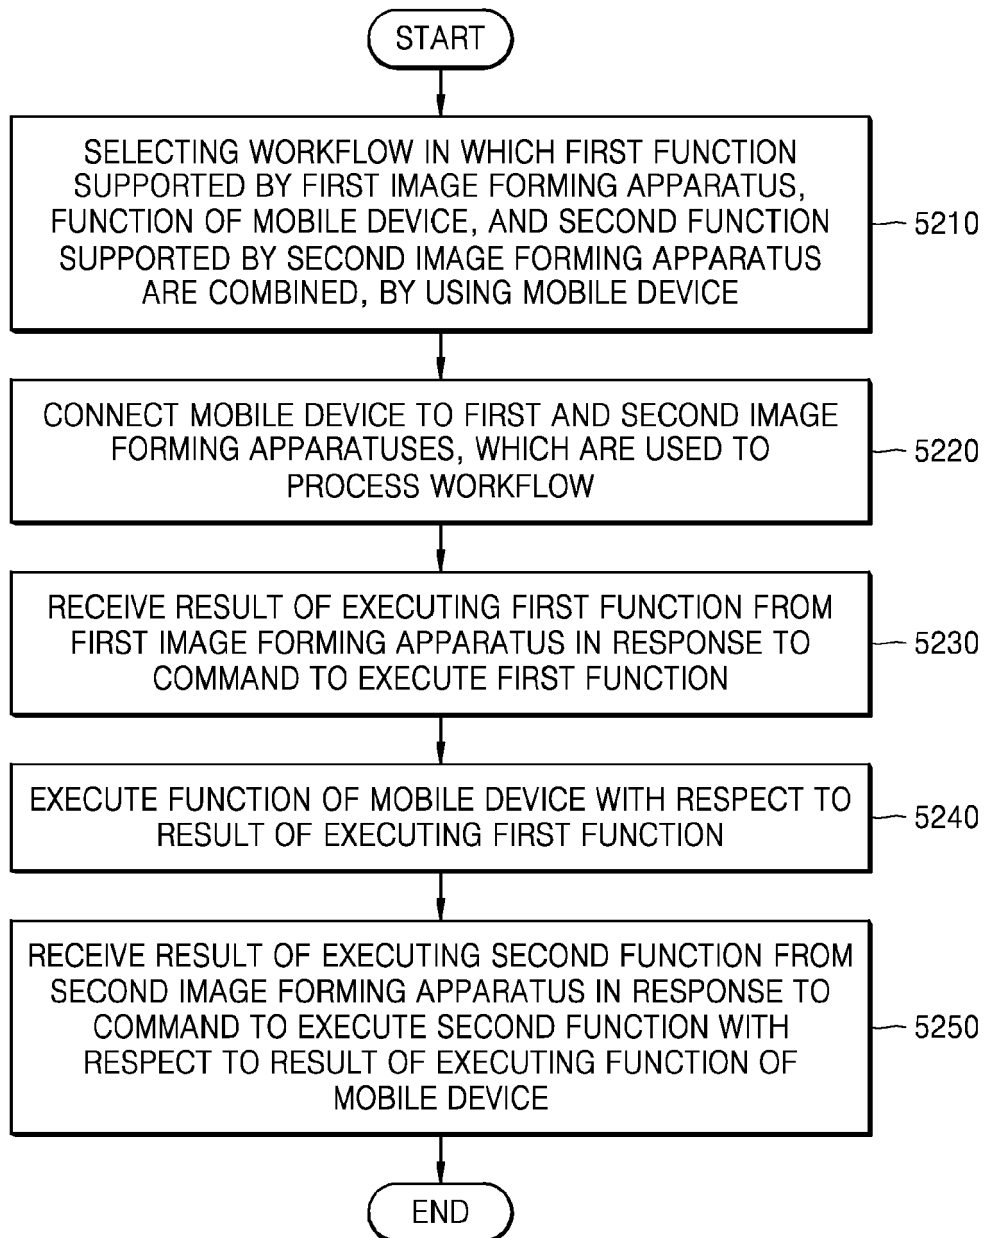 START
SELECTING WORKFLOW IN WHICH FIRST FUNCTION
SUPPORTED BY FIRST IMAGE FORMING APPARATUS,
FUNCTION OF MOBILE DEVICE, AND SECOND FUNCTION
SUPPORTED BY SECOND IMAGE FORMING APPARATUS
ARE COMBINED, BY USING MOBILE DEVICE
5210
CONNECT MOBILE DEVICE TO FIRST AND SECOND IMAGE
FORMING APPARATUSES, WHICH ARE USED TO
PROCESS WORKFLOW
5220
RECEIVE RESULT OF EXECUTING FIRST FUNCTION FROM
FIRST IMAGE FORMING APPARATUS IN RESPONSE TO
COMMAND TO EXECUTE FIRST FUNCTION
5230
EXECUTE FUNCTION OF MOBILE DEVICE WITH RESPECT TO
RESULT OF EXECUTING FIRST FUNCTION
5240
RECEIVE RESULT OF EXECUTING SECOND FUNCTION FROM
SECOND IMAGE FORMING APPARATUS IN RESPONSE TO
COMMAND TO EXECUTE SECOND FUNCTION WITH
RESPECT TO RESULT OF EXECUTING FUNCTION OF
MOBILE DEVICE
5250
END